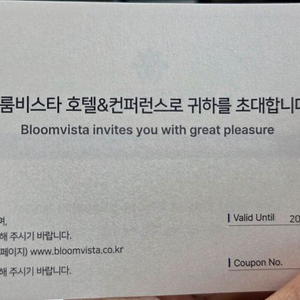 룸비스타 호텔&컨퍼런스로 귀하를 초대합니
Bloomvista invites you with great pleasure
며,
해 주시기 바랍니다.
페이지) www.bloomvista.co.kr
해 주시기 바랍니다.
Valid Until 20
Coupon No.